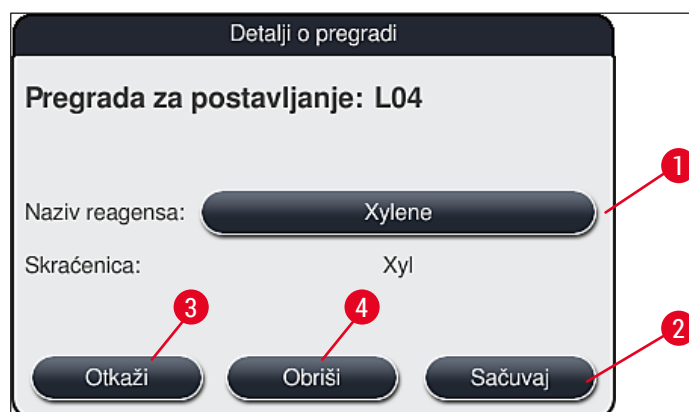 Detalji o pregradi
Pregrada za postavljanje: L04
1
Naziv reagensa: Xylene
Skraćenica: Xyl
3 4 2
Otkaži Obriši Sačuvaj